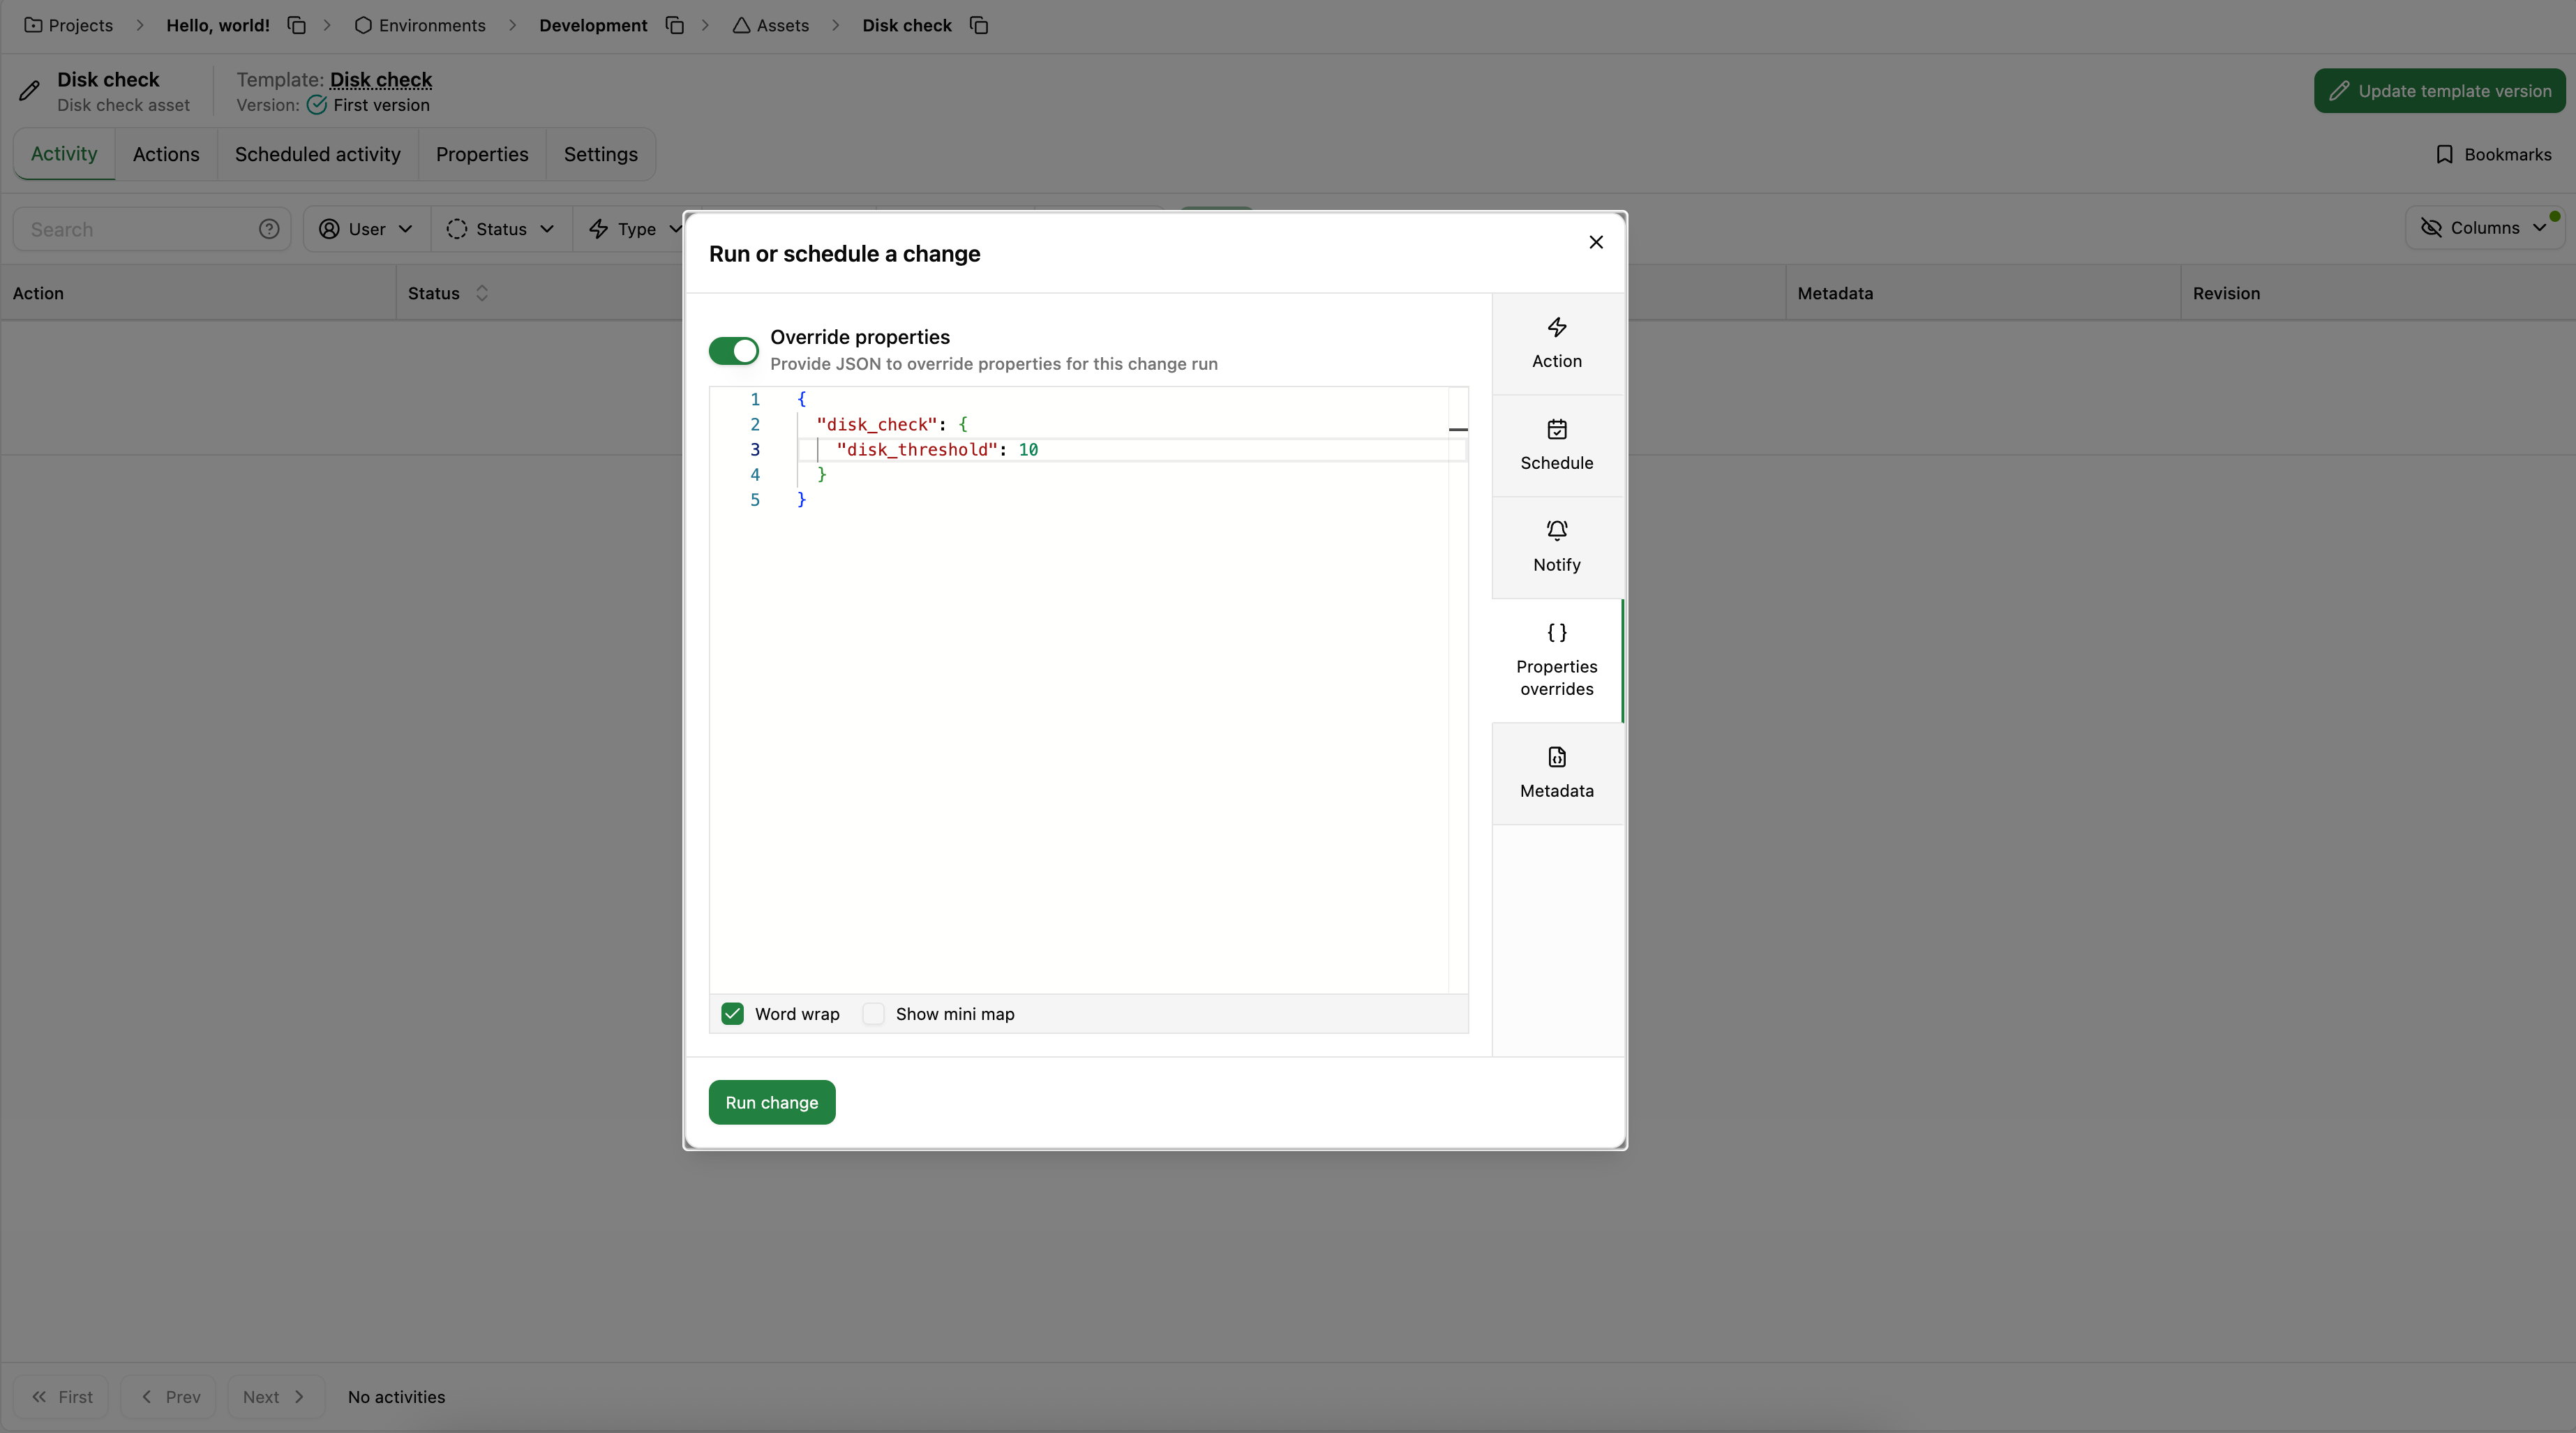 Projects > Hello, world! > Environments > Development > Assets > Disk check
Disk check
Disk check asset
Template: Disk check
Version: First version
Update template version
Activity Actions Scheduled activity Properties Settings
Bookmarks
Search User Status Type Columns
Action Status Metadata Revision
Run or schedule a change
Override properties
Provide JSON to override properties for this change run
1 {
2 "disk_check": {
3 "disk_threshold": 10
4 }
5 }
Word wrap Show mini map
Action
Schedule
Notify
{}
Properties
overrides
Metadata
Run change
First Prev Next No activities